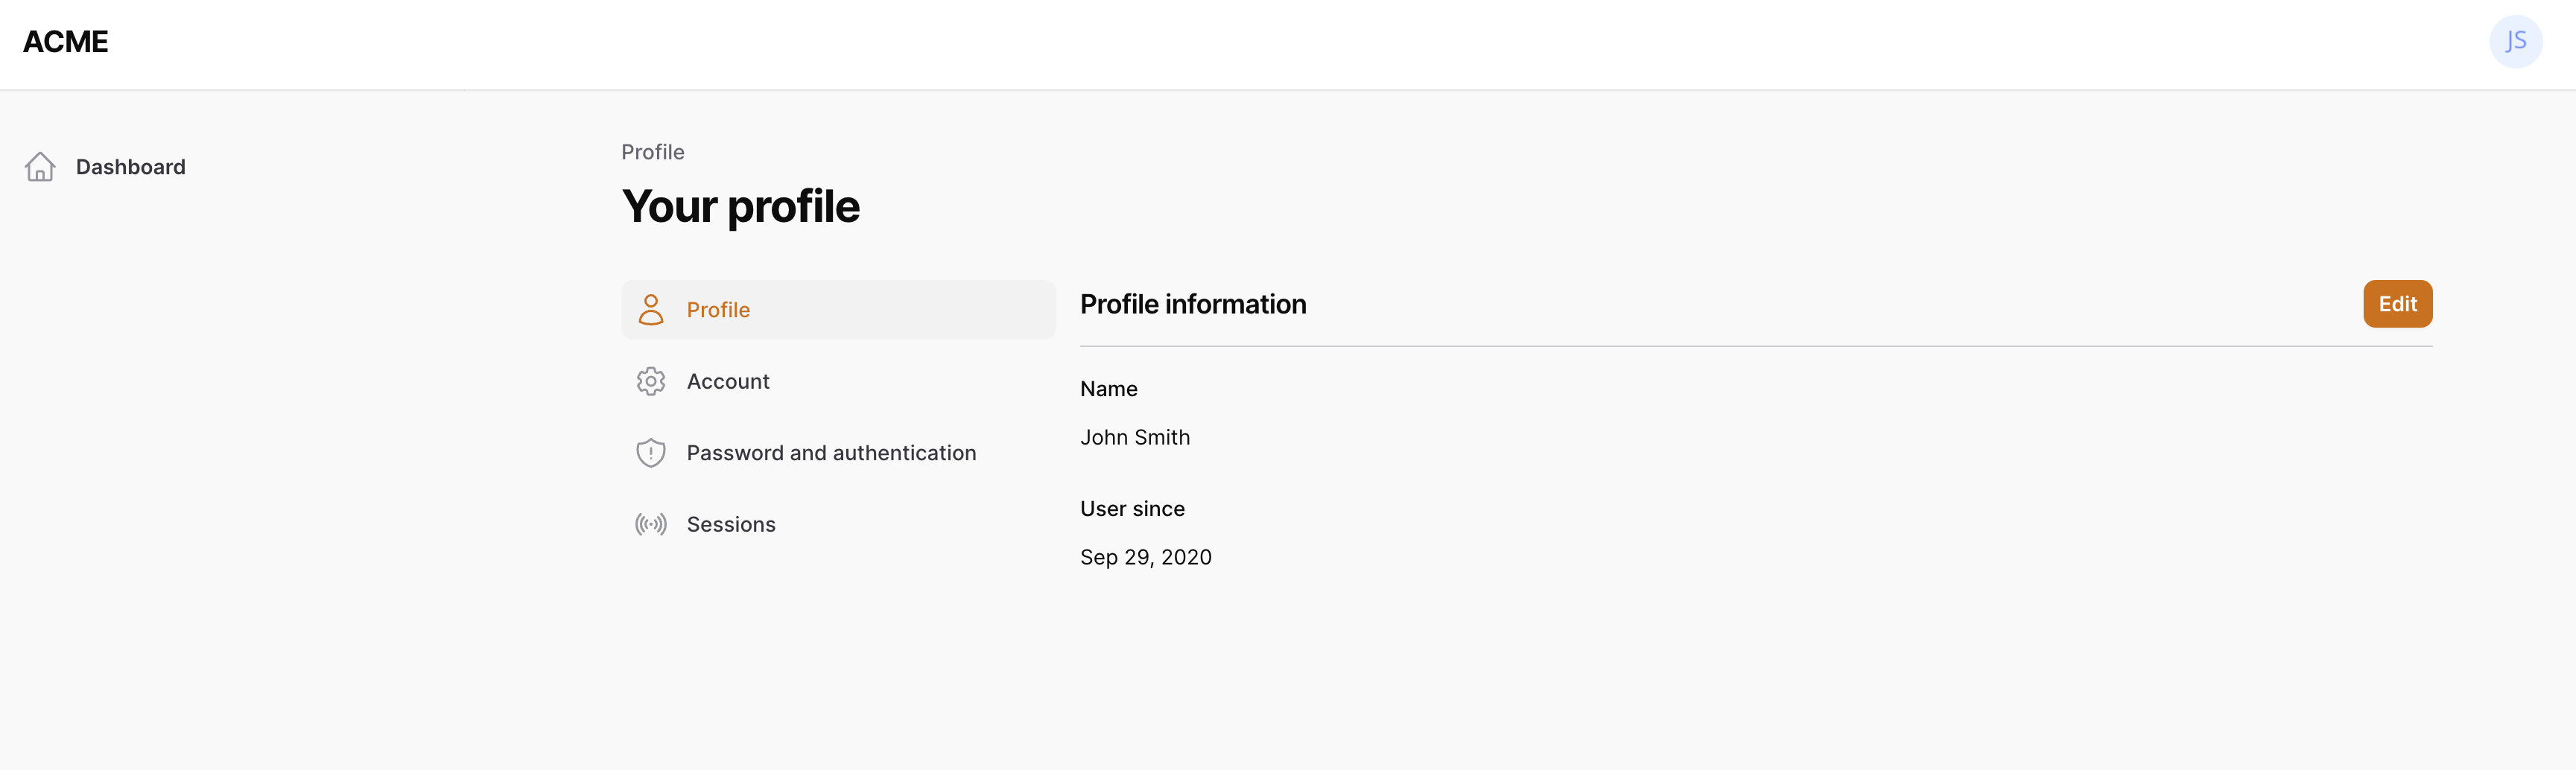 ACME
JS
Dashboard
Profile
Your profile
Profile
Account
Password and authentication
Sessions
Profile information
Edit
Name
John Smith
User since
Sep 29, 2020